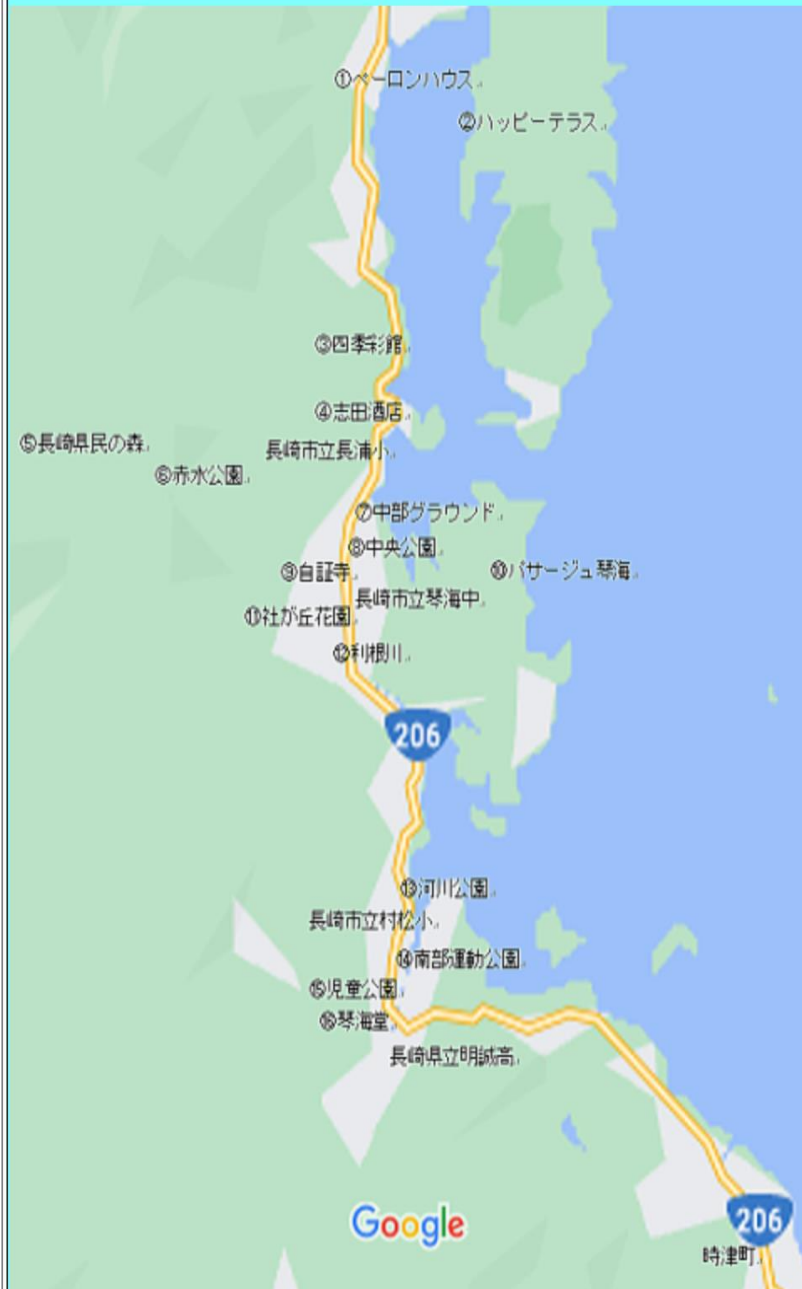 ①ペーロンハウス
②ハッピーテラス
③四季彩館
④志田酒店
⑤長崎県民の森
長崎市立長浦小
⑥赤水公園
⑦中部グラウンド
⑧中央公園
⑨自証寺
⑩パサージュ琴海
長崎市立琴海中
⑪社が丘花園
⑫利根川
206
⑬河川公園
長崎市立村松小
⑭南部運動公園
⑮児童公園
⑯琴海堂
長崎県立明誠高
Google
206
時津町